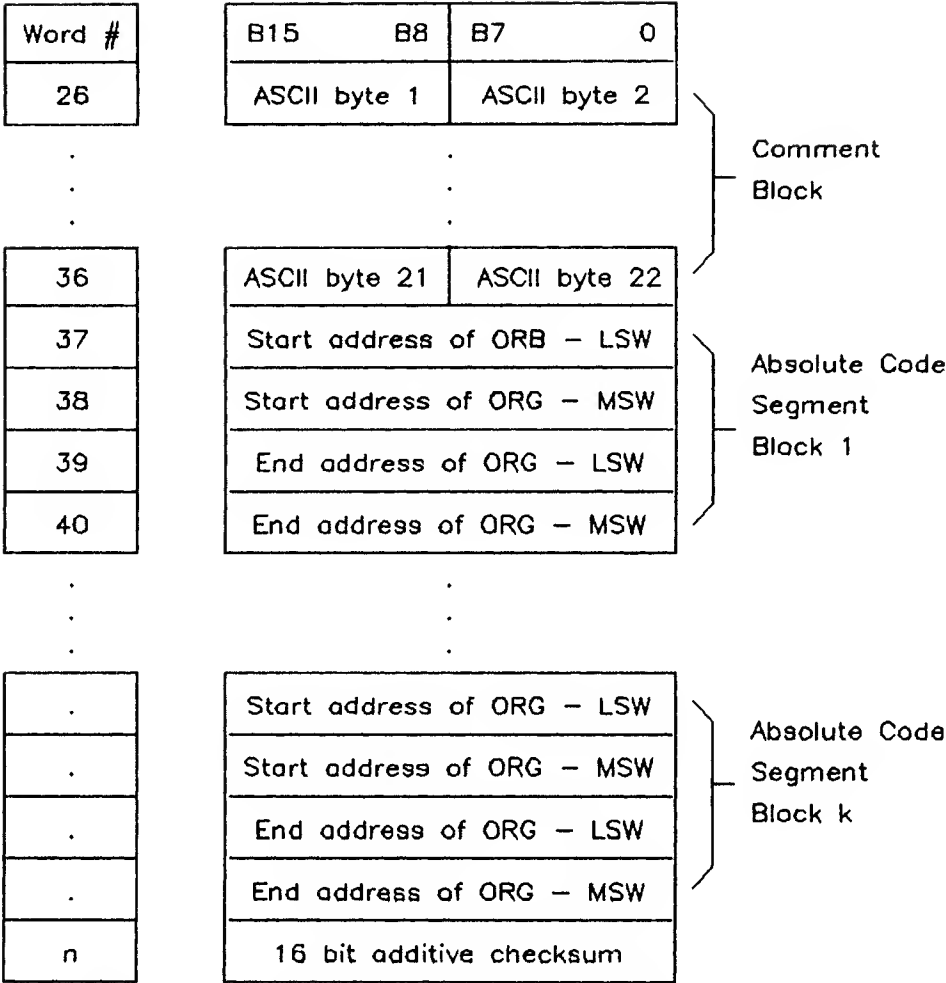 Word # B15 B8 B7 0
26 ASCII byte 1 ASCII byte 2
Comment
Block
36 ASCII byte 21 ASCII byte 22
37 Start address of ORB – LSW
38 Start address of ORG – MSW
39 End address of ORG – LSW
40 End address of ORG – MSW
Absolute Code
Segment
Block 1
. Start address of ORG – LSW
. Start address of ORG – MSW
. End address of ORG – LSW
. End address of ORG – MSW
Absolute Code
Segment
Block k
n 16 bit additive checksum